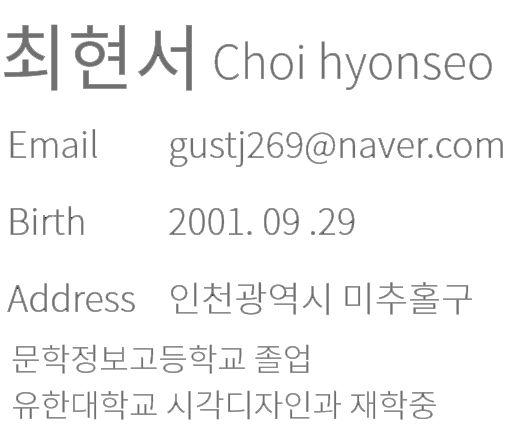 최현서 Choi hyonseo
Email gustj269@naver.com
Birth 2001. 09 .29
Address 인천광역시 미추홀구
문학정보고등학교 졸업
유한대학교 시각디자인과 재학중